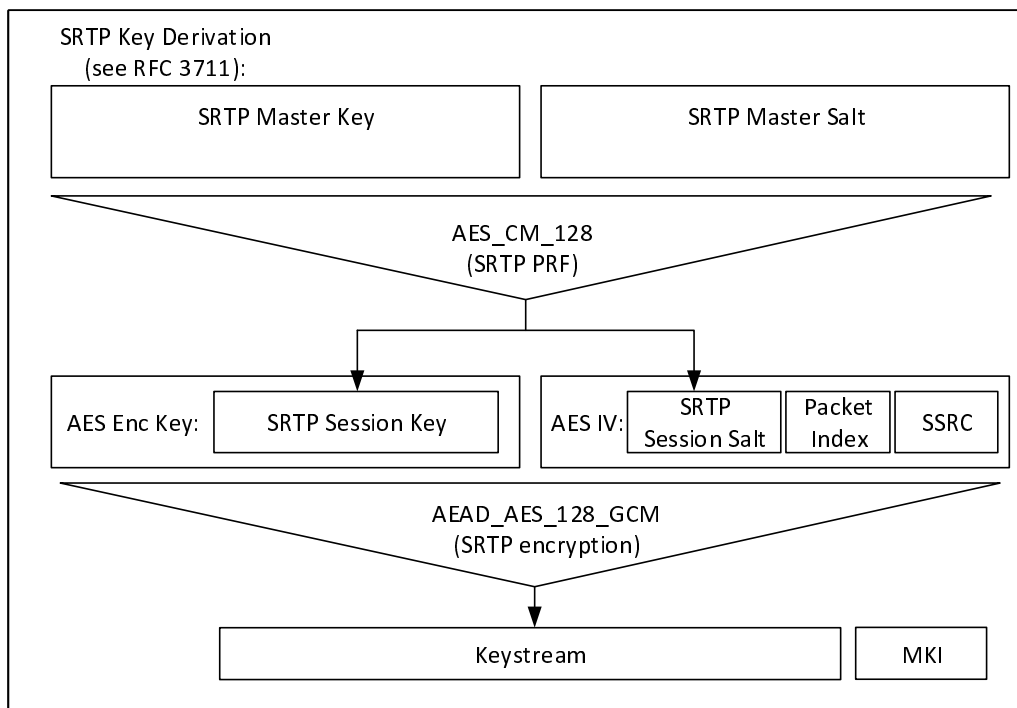 SRTP Key Derivation
(see RFC 3711):
SRTP Master Key
SRTP Master Salt
AES_CM_128
(SRTP PRF)
AES Enc Key:
SRTP Session Key
AES IV:
SRTP
Session Salt
Packet
Index
SSRC
AEAD_AES_128_GCM
(SRTP encryption)
Keystream
MKI